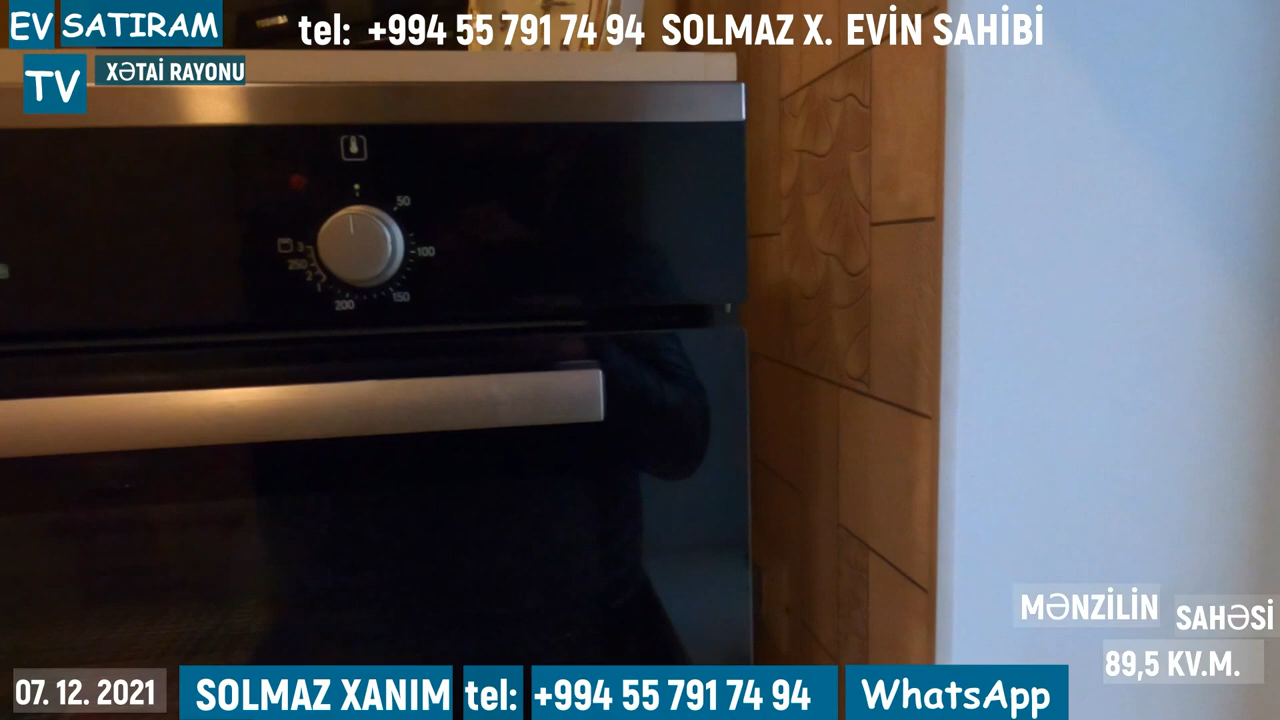 EV SATIRAM
tel: +994 55 791 74 94 SOLMAZ X. EVİN SAHİBİ
TV XƏTAİ RAYONU
50
100
150
200
250
3
2
MƏNZİLİN SAHƏSİ
89,5 KV.M.
07. 12. 2021 SOLMAZ XANIM tel: +994 55 791 74 94 WhatsApp